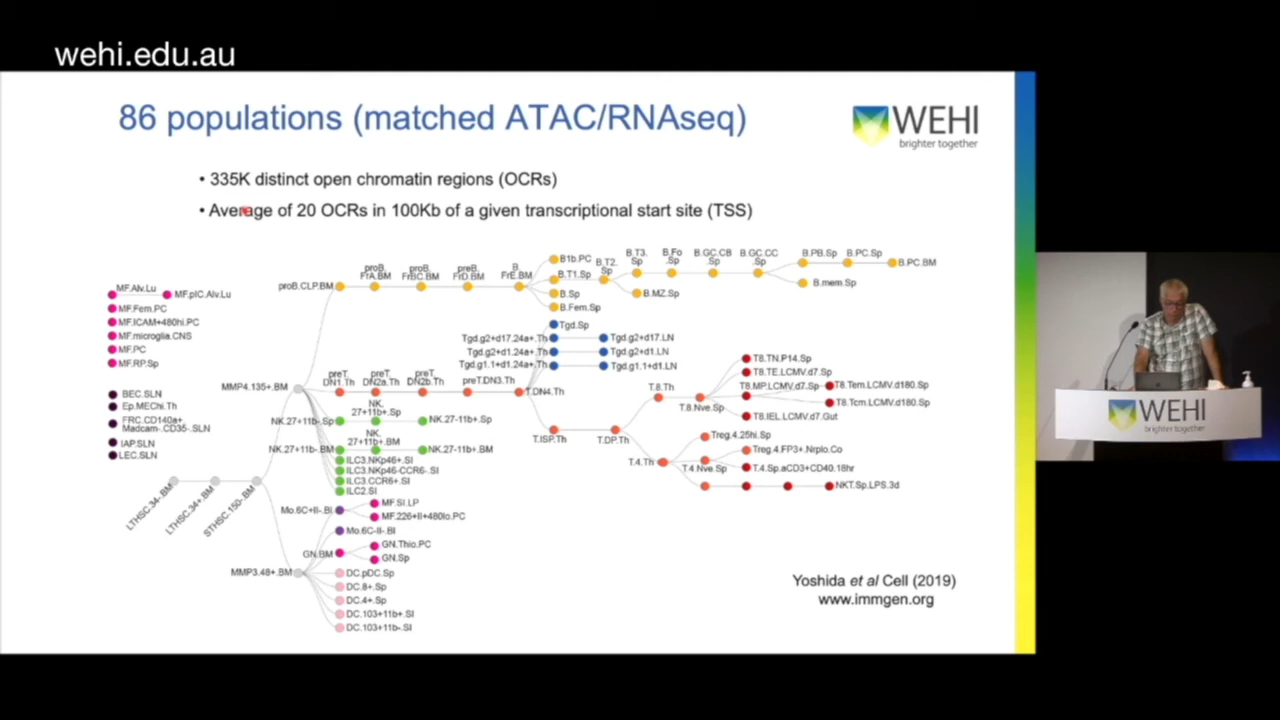 wehi.edu.au
86 populations (matched ATAC/RNAseq)
WEHI
brighter together
• 335K distinct open chromatin regions (OCRs)
• Average of 20 OCRs in 100Kb of a given transcriptional start site (TSS)
MF.Alv.Lu
MF.pIC.Alv.Lu
MF.Fem.PC
MF.ICAM+480hi.PC
MF.microglia.CNS
MF.PC
MF.RP.Sp
BEC.SLN
Ep.MEChi.Th
FRC.CD140a+.
Madcam-.CD35-.SLN
IAP.SLN
LEC.SLN
LTHSC.34-.BM
LTHSC.34+.BM
STHSC.150-.BM
MMP4.135+.BM
MMP3.48+.BM
proB.CLP.BM
proB.
FrA.BM
proB.
FrBC.BM
preB.
FrD.BM
B.
FrE.BM
B1b.PC
B.T1.Sp
B.Sp
B.Fem.Sp
B.T2.
Sp
B.T3.
Sp
B.Fo
.Sp
B.GC.CB
.Sp
B.GC.CC
.Sp
B.MZ.Sp
B.PB.Sp
B.PC.Sp
B.PC.BM
B.mem.Sp
Tgd.Sp
Tgd.g2+d17.24a+.Th
Tgd.g2+d17.LN
Tgd.g2+d1.24a+.Th
Tgd.g2+d1.LN
Tgd.g1.1+d1.24a+.Th
Tgd.g1.1+d1.LN
preT.
DN1.Th
preT.
DN2a.Th
preT.
DN2b.Th
preT.DN3.Th
T.DN4.Th
T.ISP.Th
T.DP.Th
T.8.Th
T.8.Nve.Sp
T8.TN.P14.Sp
T8.TE.LCMV.d7.Sp
T8.MP.LCMV.d7.Sp
T8.Tem.LCMV.d180.Sp
T8.Tcm.LCMV.d180.Sp
T8.IEL.LCMV.d7.Gut
T.4.Th
T.4.Nve.Sp
Treg.4.25hi.Sp
Treg.4.FP3+.Nrplo.Co
T.4.Sp.aCD3+CD40.18hr
NKT.Sp.LPS.3d
NK.27+11b-.Sp
NK.
27+11b+.Sp
NK.27-11b+.Sp
NK.27+11b-.BM
NK.
27+11b+.BM
NK.27-11b+.BM
ILC3.NKp46+.SI
ILC3.NKp46-CCR6-.SI
ILC3.CCR6+.SI
ILC2.SI
Mo.6C+II-.Bl
MF.SI.LP
MF.226+II+480lo.PC
Mo.6C-II-.Bl
GN.BM
GN.Thio.PC
GN.Sp
DC.pDC.Sp
DC.8+.Sp
DC.4+.Sp
DC.103+11b+.SI
DC.103+11b-.SI
Yoshida et al Cell (2019)
www.immgen.org
WEHI
brighter together